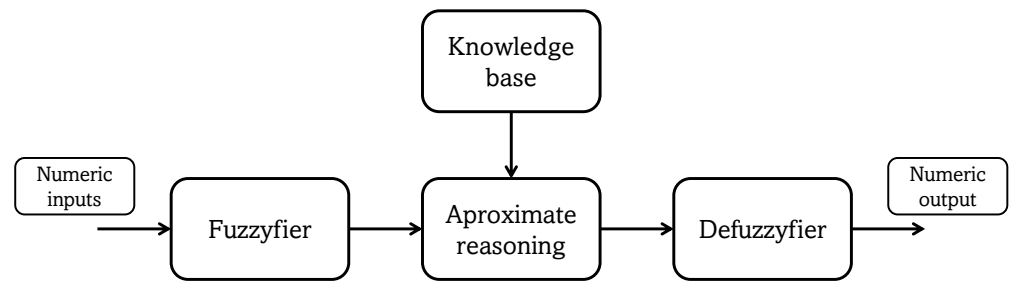 Knowledge
base
Numeric
inputs
Fuzzyfier
Aproximate
reasoning
Defuzzyfier
Numeric
output